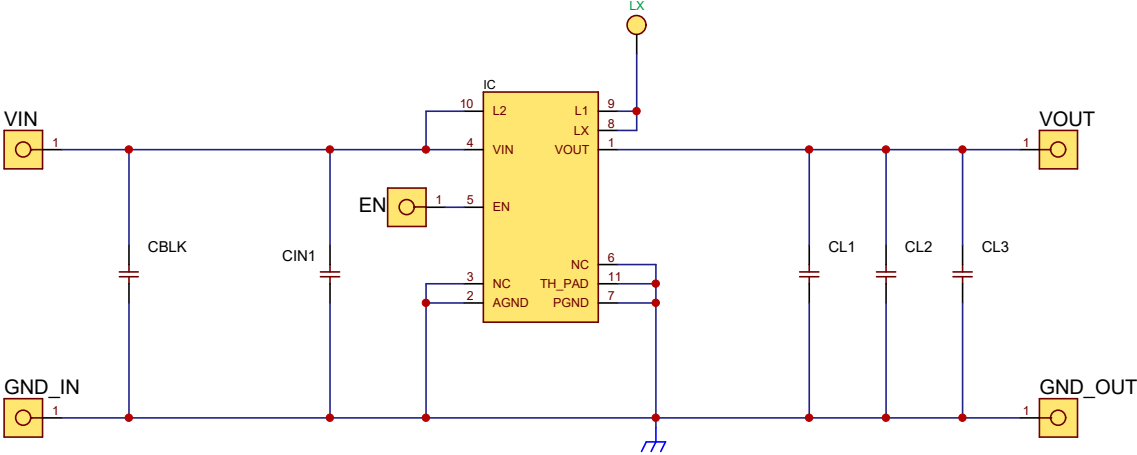 LX
IC
10 L2 L1 9
LX 8
VIN 1 4 VIN VOUT 1 1 VOUT
EN 1 5 EN
CBLK CIN1 CL1 CL2 CL3
NC 6
3 NC TH_PAD 11
2 AGND PGND 7
GND_IN 1 1 GND_OUT